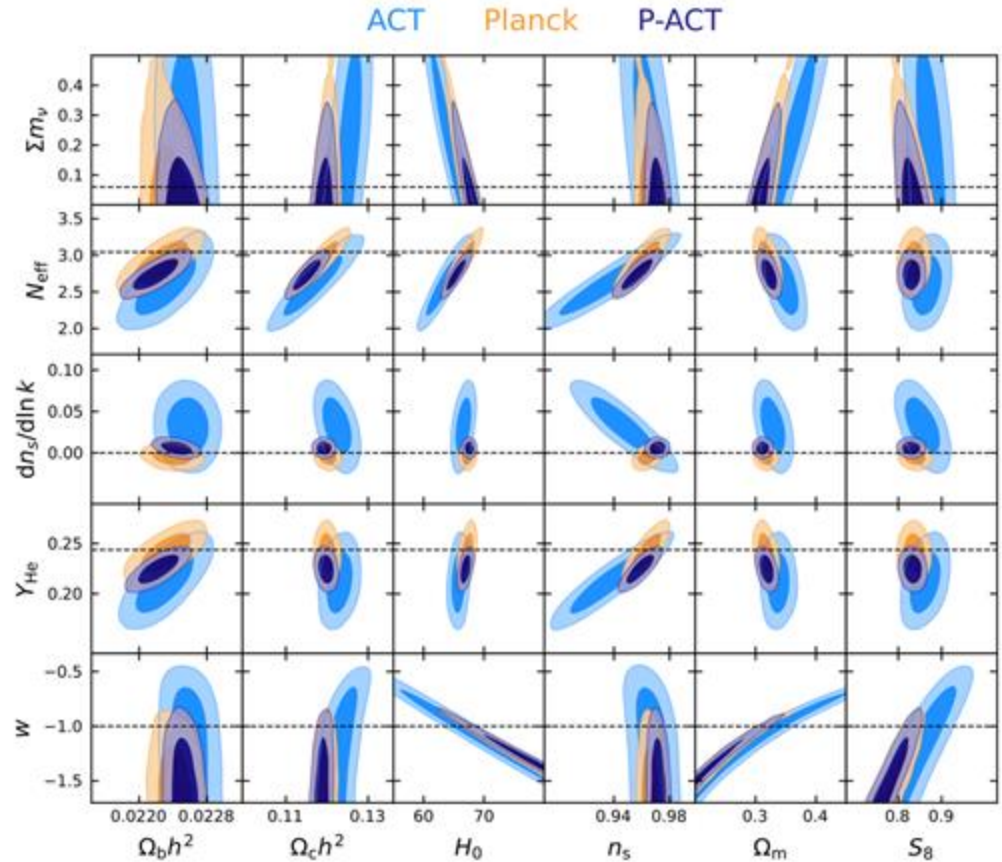 ACT Planck P-ACT
Σmν
0.4
0.3
0.2
0.1
Neff
3.5
3.0
2.5
2.0
dns/dln k
0.10
0.05
0.00
YHe
0.25
0.20
w
−0.5
−1.0
−1.5
0.0220 0.0228 0.11 0.13 60 70 0.94 0.98 0.3 0.4 0.8 0.9
Ωbh² Ωch² H0 ns Ωm S8